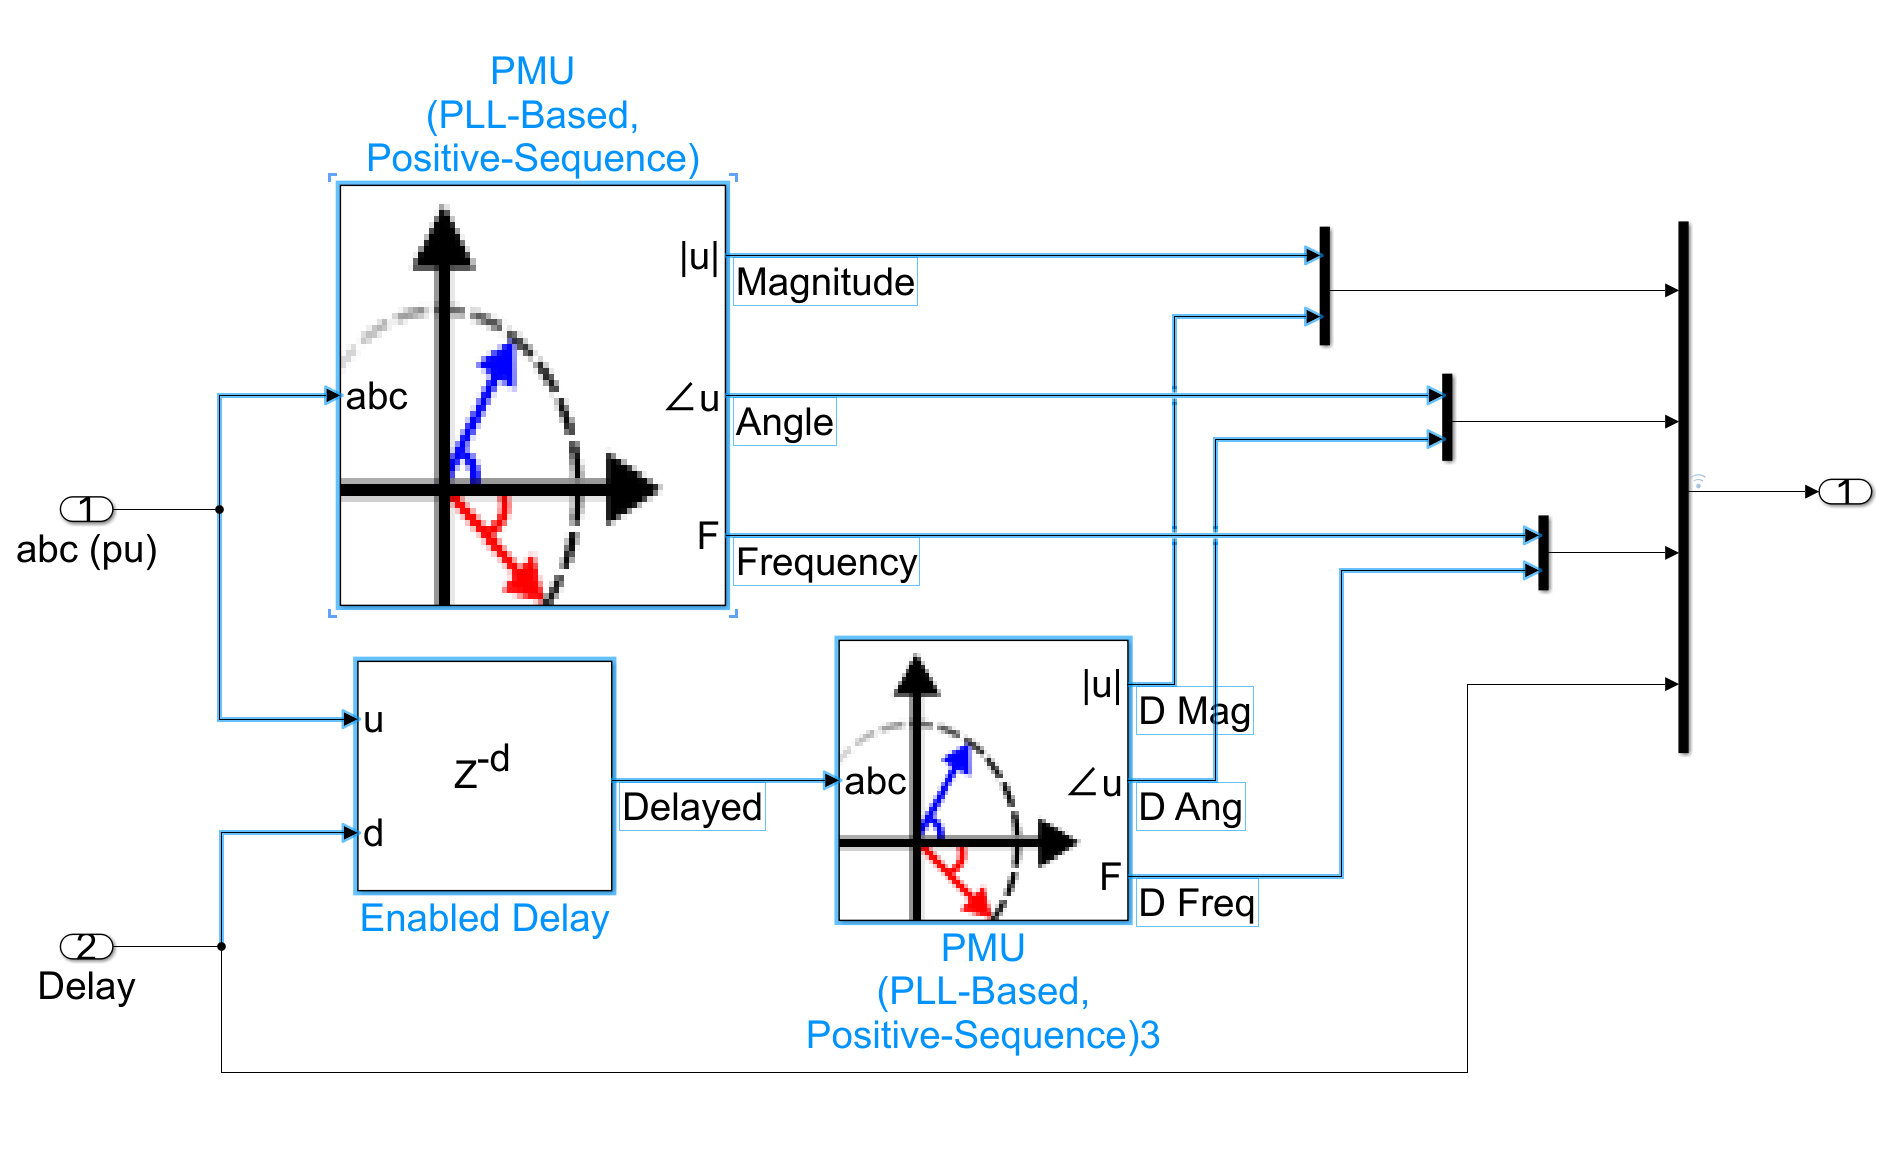 PMU
(PLL-Based,
Positive-Sequence)
|u|
Magnitude
abc
∠u
Angle
F
Frequency
1
abc (pu)
1
u
Z-d
d
Delayed
Enabled Delay
|u|
D Mag
abc
∠u
D Ang
F
D Freq
PMU
(PLL-Based,
Positive-Sequence)3
2
Delay